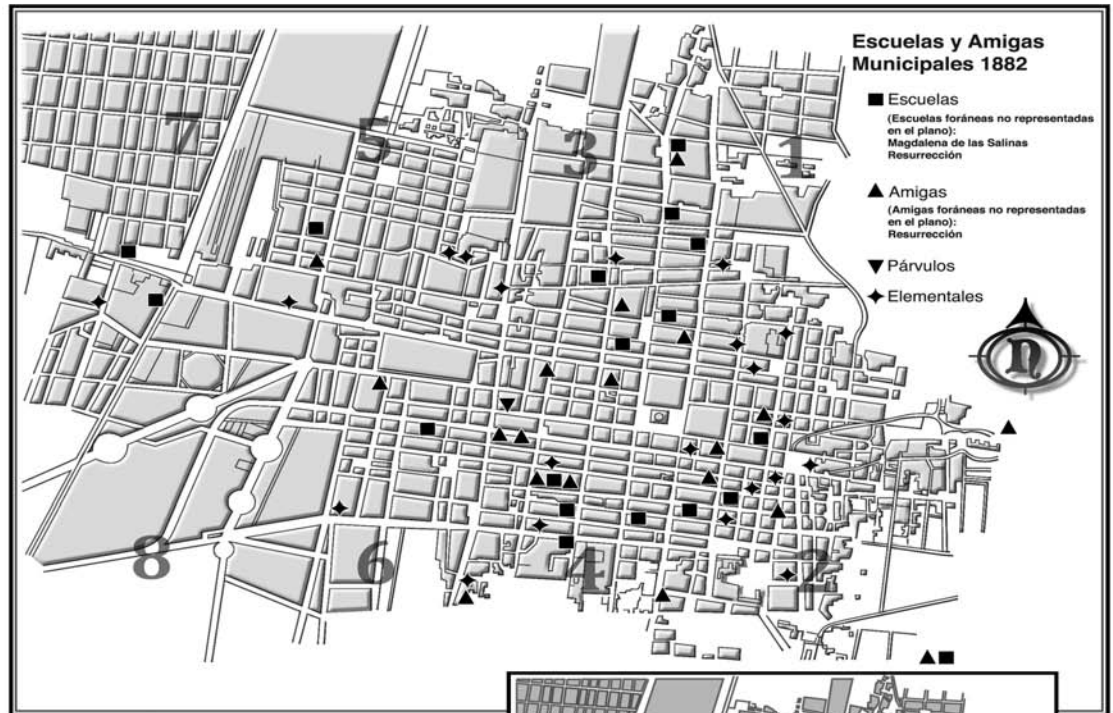 Escuelas y Amigas
Municipales 1882
Escuelas
(Escuelas foráneas no representadas
en el plano):
Magdalena de las Salinas
Resurrección
Amigas
(Amigas foráneas no representadas
en el plano):
Resurrección
Párvulos
Elementales
N
7
5
3
1
8
6
4
2